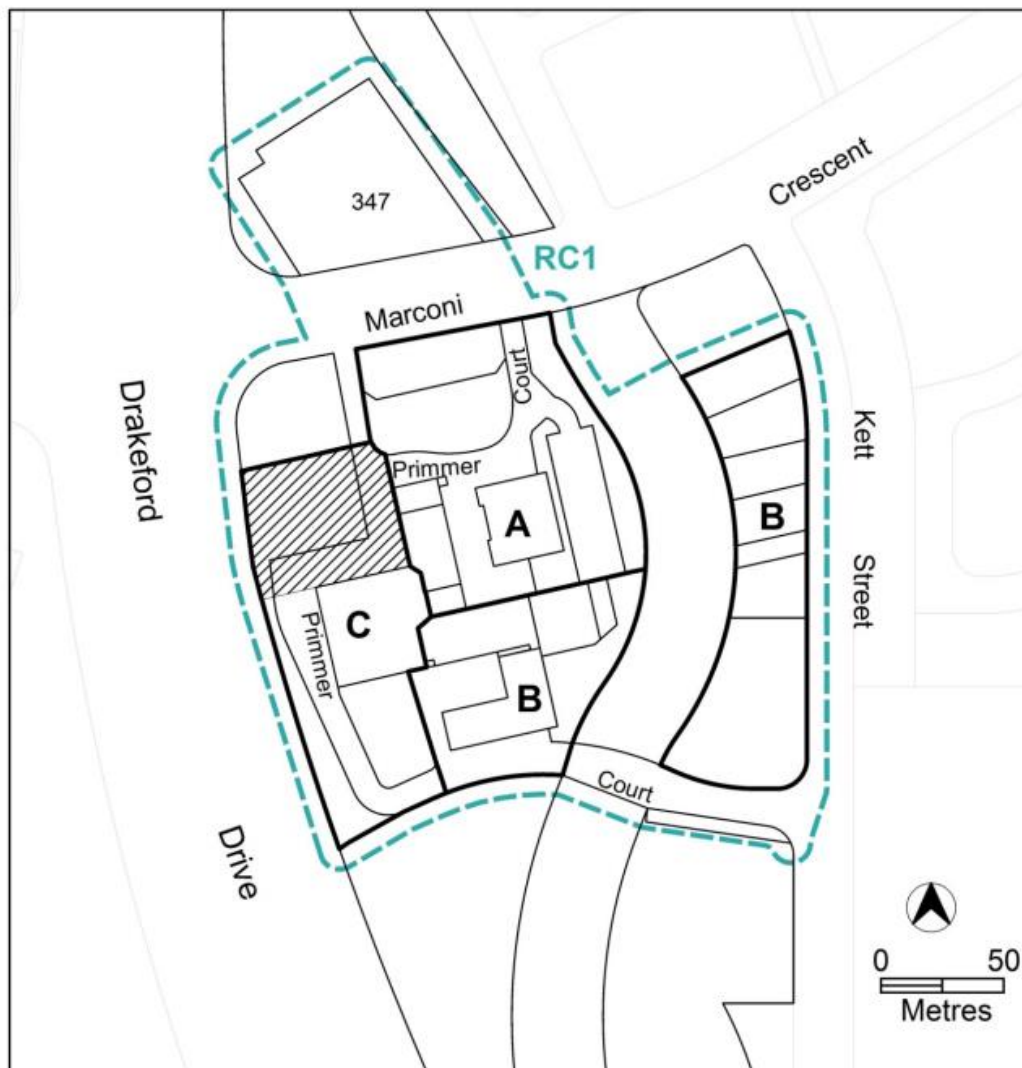 347
Crescent
RC1
Marconi
Court
Drakeford
Kett
Primmer
A
B
Street
C
Primmer
B
Court
Drive
0 50
Metres